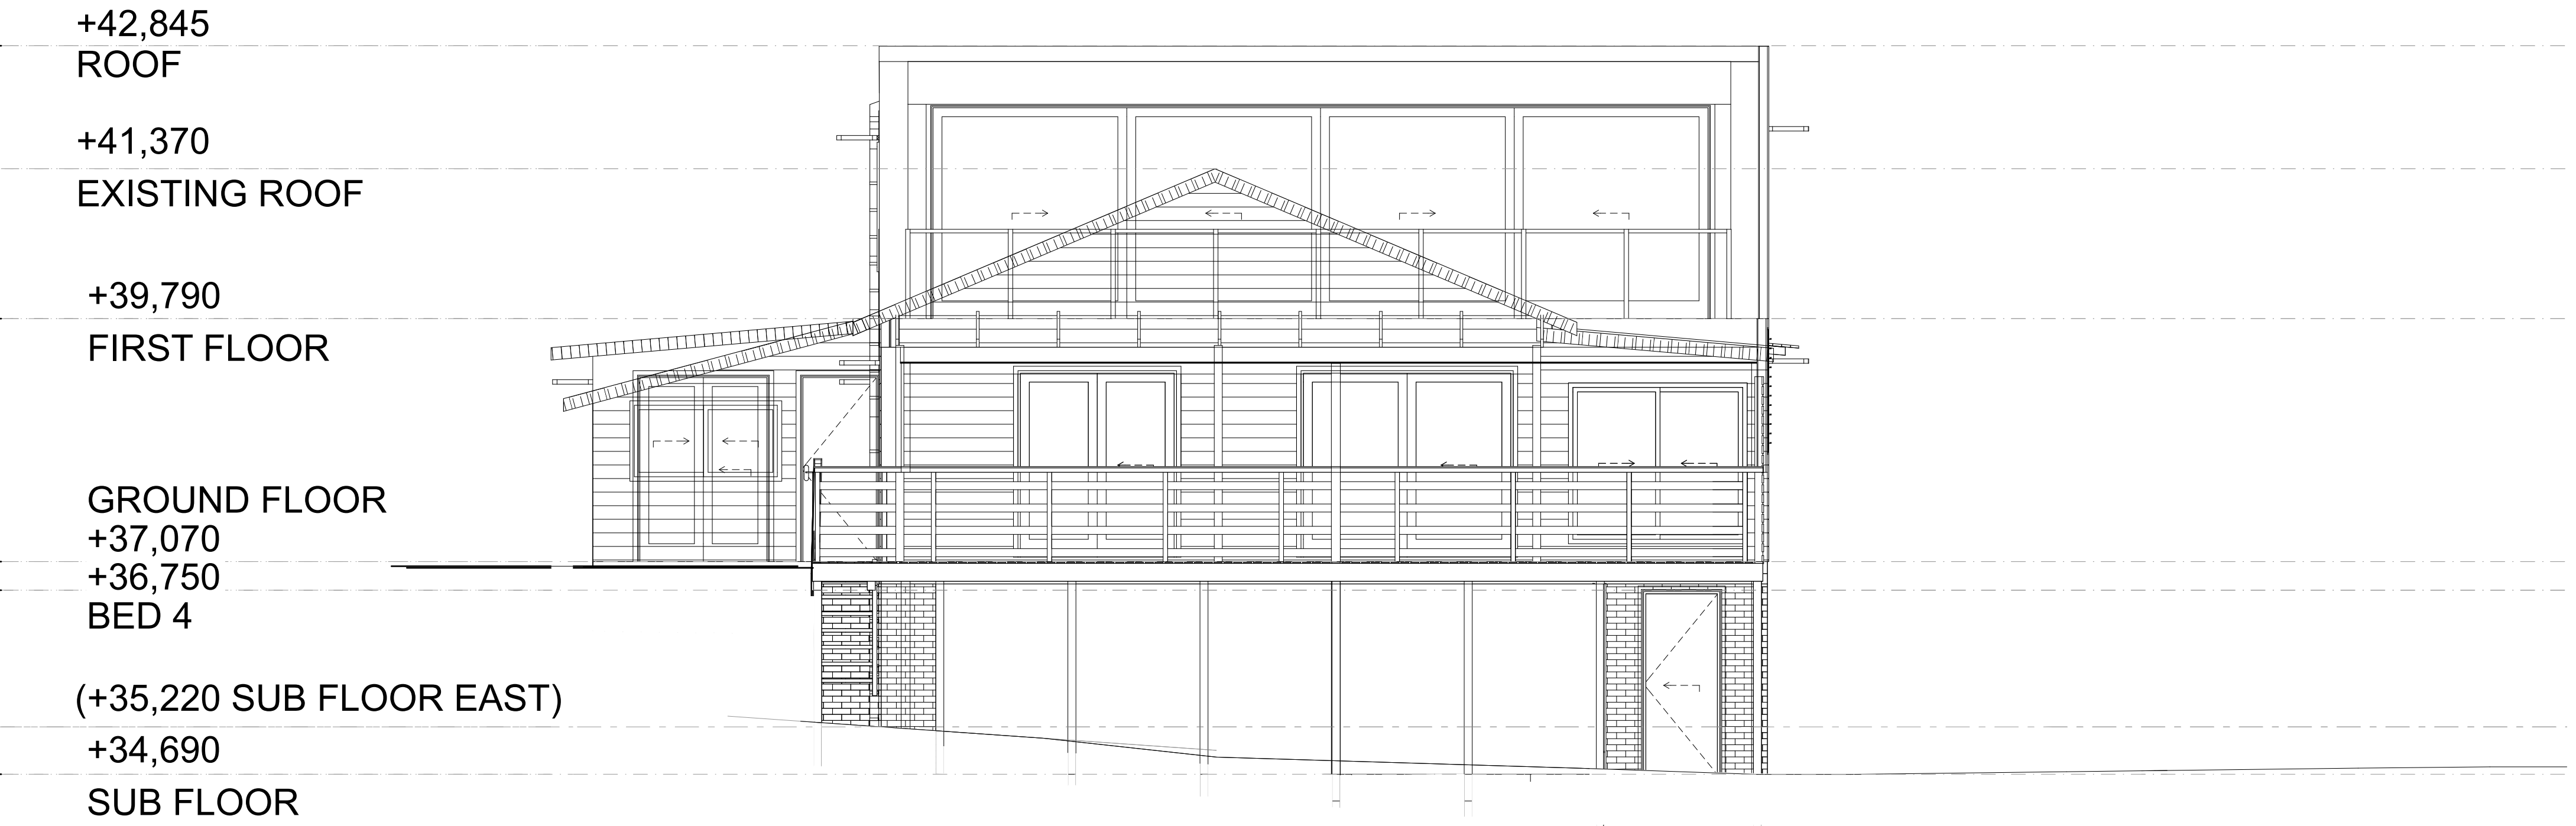 +42,845
ROOF
+41,370
EXISTING ROOF
+39,790
FIRST FLOOR
GROUND FLOOR
+37,070
+36,750
BED 4
(+35,220 SUB FLOOR EAST)
+34,690
SUB FLOOR